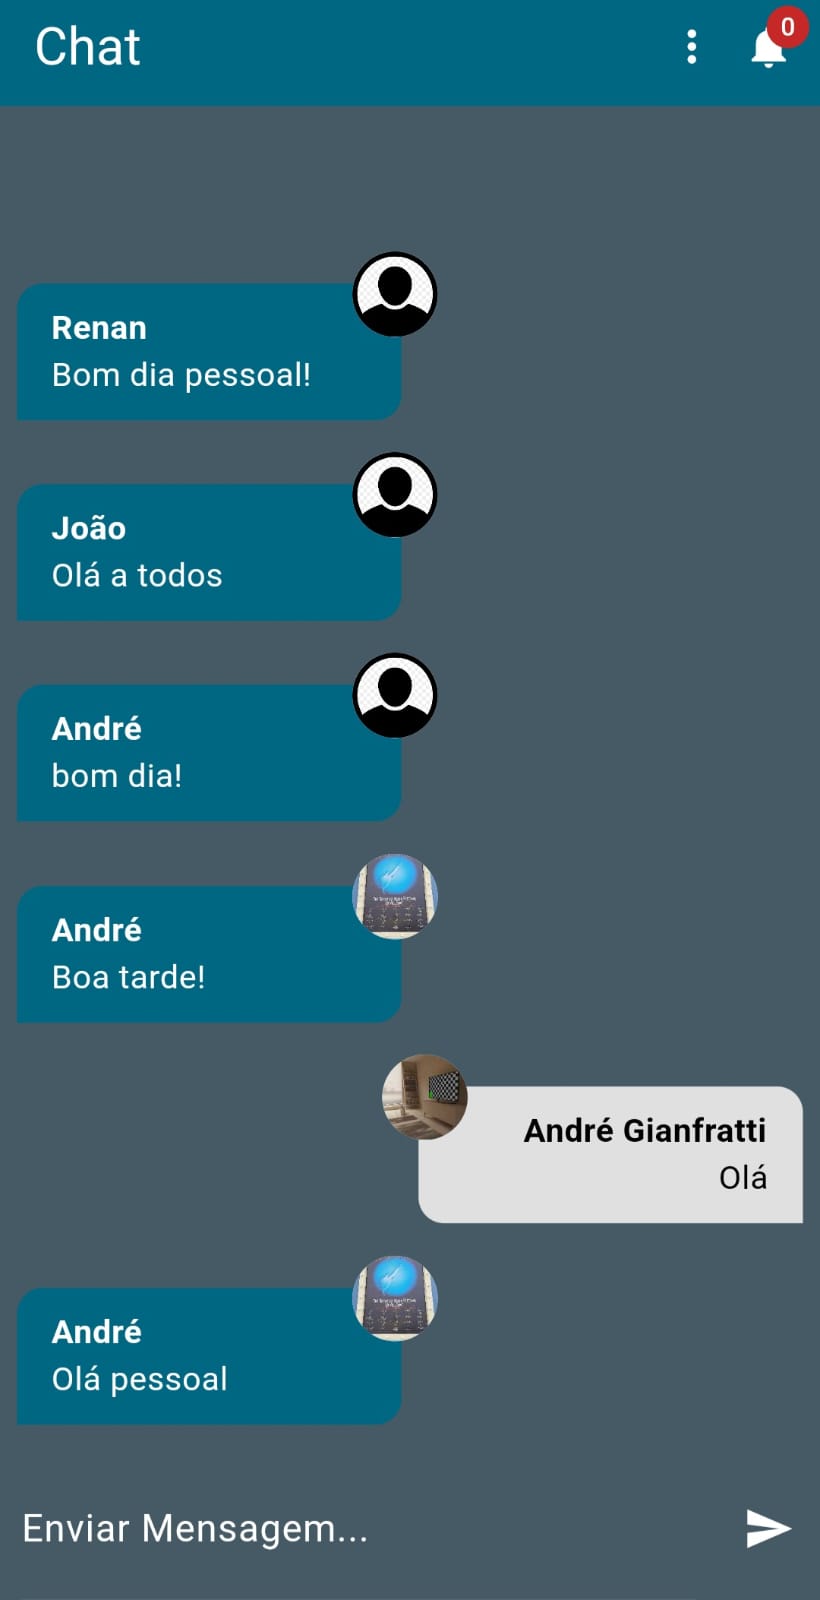 Chat
0
Renan
Bom dia pessoal!
João
Olá a todos
André
bom dia!
André
Boa tarde!
André Gianfratti
Olá
André
Olá pessoal
Enviar Mensagem...